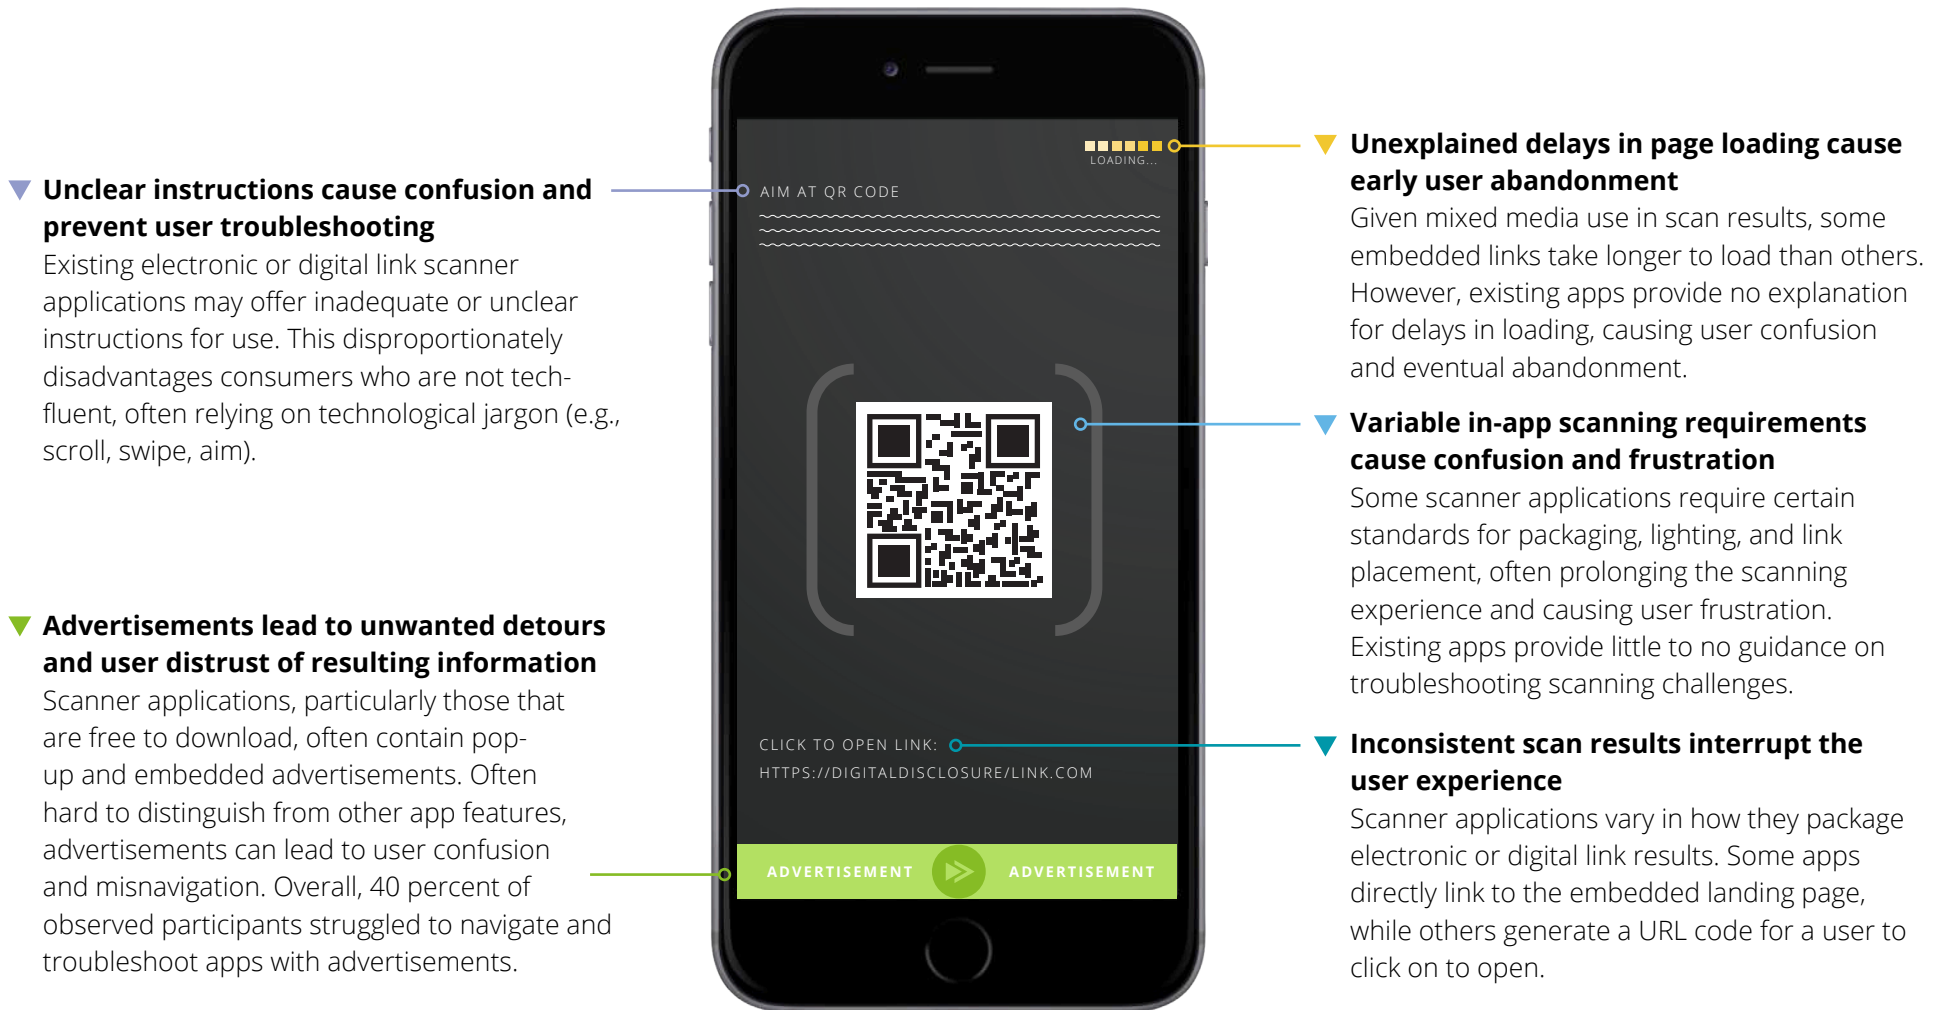 Unclear instructions cause confusion and
prevent user troubleshooting
Existing electronic or digital link scanner
applications may offer inadequate or unclear
instructions for use. This disproportionately
disadvantages consumers who are not tech-
fluent, often relying on technological jargon (e.g.,
scroll, swipe, aim).
Advertisements lead to unwanted detours
and user distrust of resulting information
Scanner applications, particularly those that
are free to download, often contain pop-
up and embedded advertisements. Often
hard to distinguish from other app features,
advertisements can lead to user confusion
and misnavigation. Overall, 40 percent of
observed participants struggled to navigate and
troubleshoot apps with advertisements.
LOADING...
AIM AT QR CODE
CLICK TO OPEN LINK:
HTTPS://DIGITALDISCLOSURE/LINK.COM
ADVERTISEMENT ADVERTISEMENT
Unexplained delays in page loading cause
early user abandonment
Given mixed media use in scan results, some
embedded links take longer to load than others.
However, existing apps provide no explanation
for delays in loading, causing user confusion
and eventual abandonment.
Variable in-app scanning requirements
cause confusion and frustration
Some scanner applications require certain
standards for packaging, lighting, and link
placement, often prolonging the scanning
experience and causing user frustration.
Existing apps provide little to no guidance on
troubleshooting scanning challenges.
Inconsistent scan results interrupt the
user experience
Scanner applications vary in how they package
electronic or digital link results. Some apps
directly link to the embedded landing page,
while others generate a URL code for a user to
click on to open.